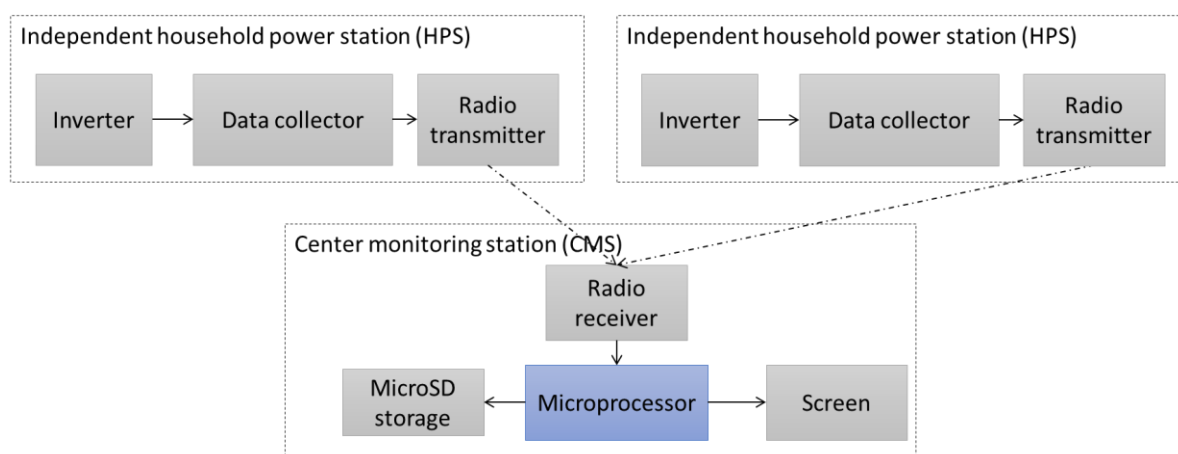 Independent household power station (HPS)
Inverter
Data collector
Radio
transmitter
Independent household power station (HPS)
Inverter
Data collector
Radio
transmitter
Center monitoring station (CMS)
Radio
receiver
MicroSD
storage
Microprocessor
Screen